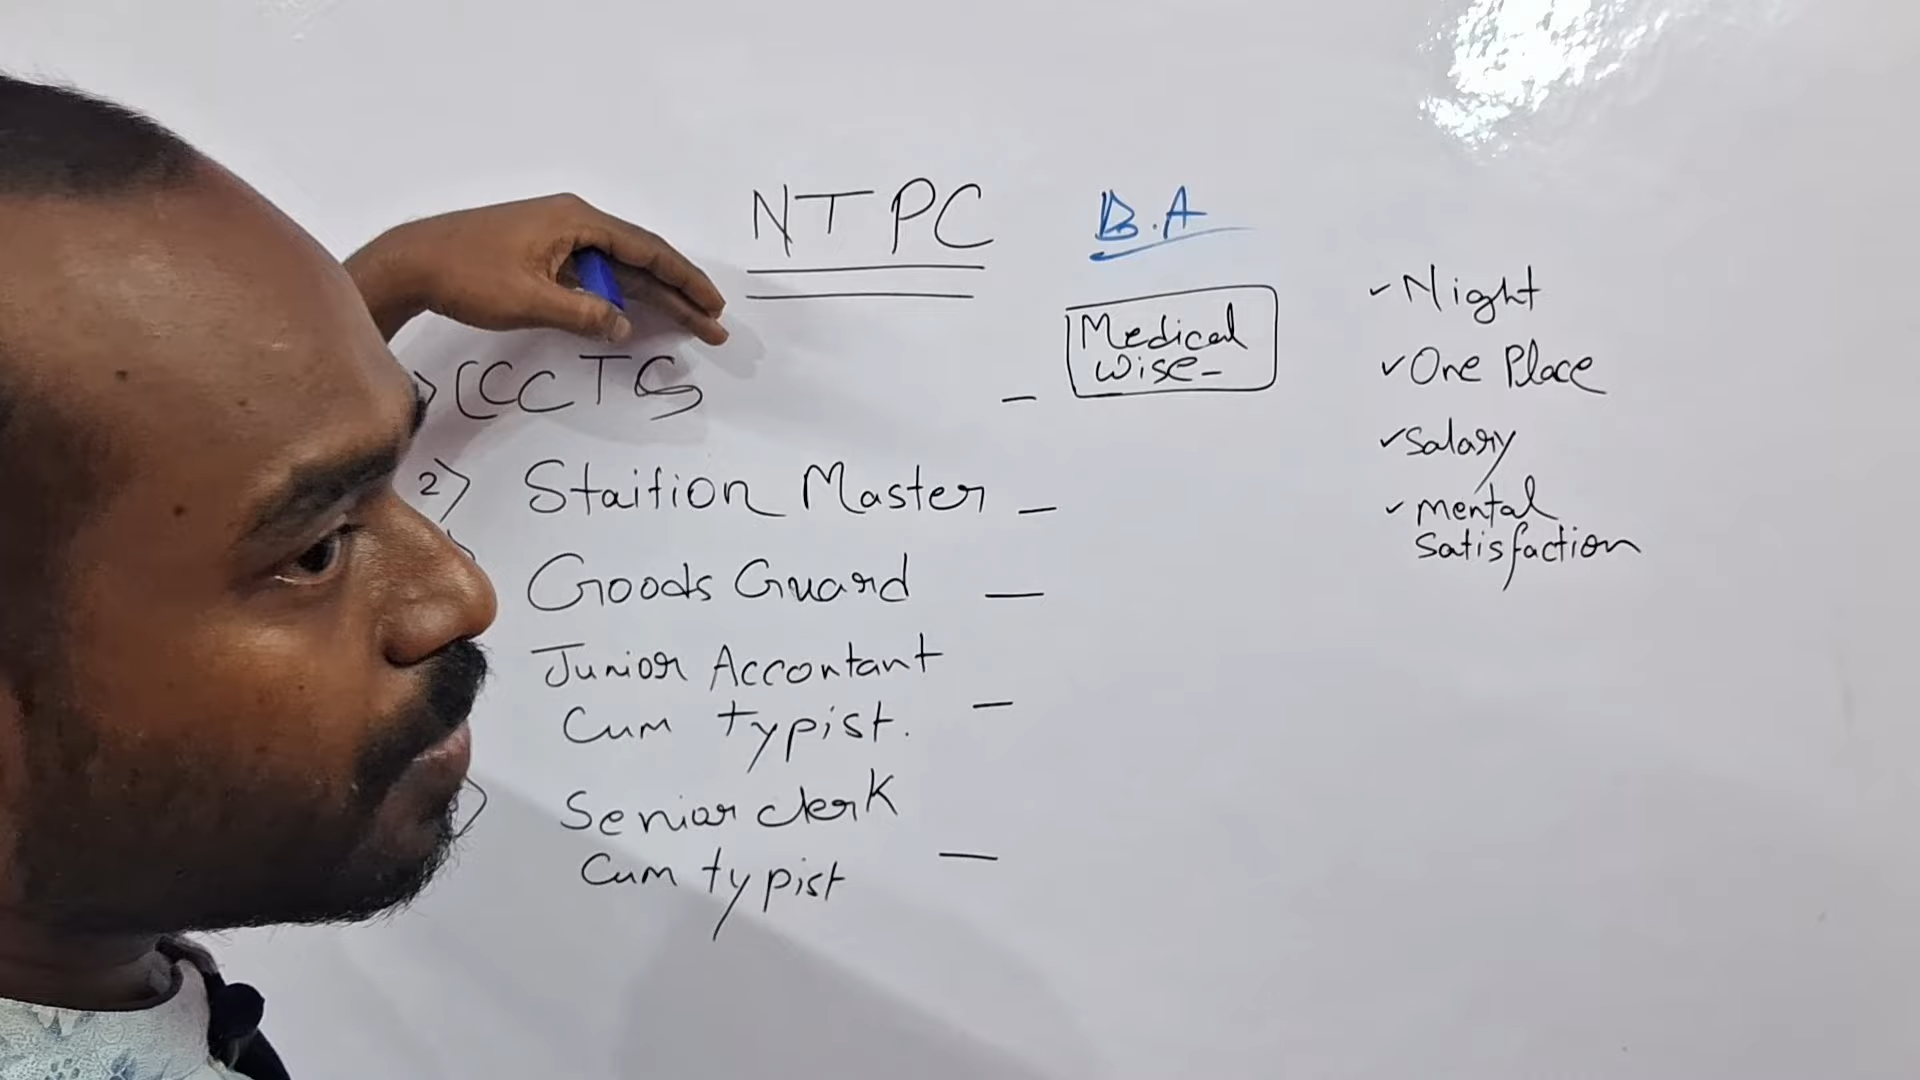 NTPC
B.A
Medical
wise-
) CCCTS -
2) Staition Master -
Goods Guard -
Junior Accontant
Cum typist. -
) Senior clerk
Cum typist -
✓ Night
✓ One Place
✓ Salary
✓ mental
Satisfaction